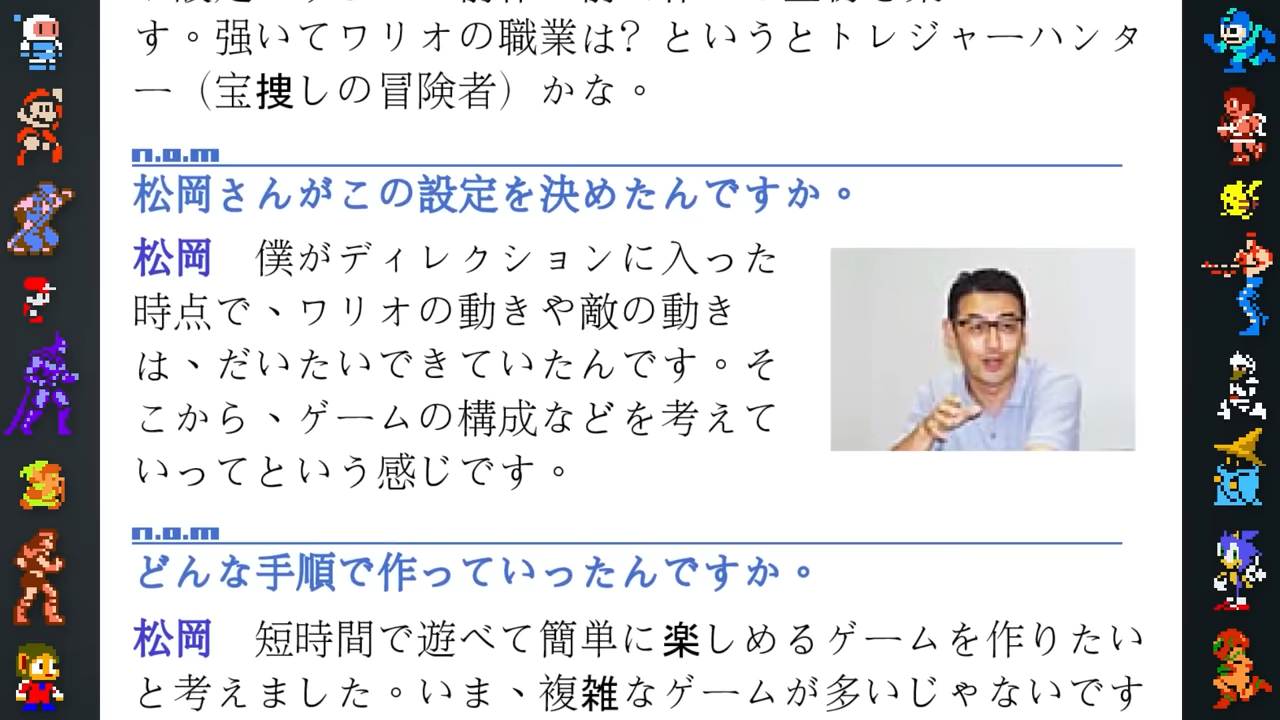 す。強いてワリオの職業は? というとトレジャーハンタ
ー（宝捜しの冒険者）かな。
n.o.m
松岡さんがこの設定を決めたんですか。
松岡　僕がディレクションに入った
時点で、ワリオの動きや敵の動き
は、だいたいできていたんです。そ
こから、ゲームの構成などを考えて
いってという感じです。
n.o.m
どんな手順で作っていったんですか。
松岡　短時間で遊べて簡単に楽しめるゲームを作りたい
と考えました。いま、複雑なゲームが多いじゃないです